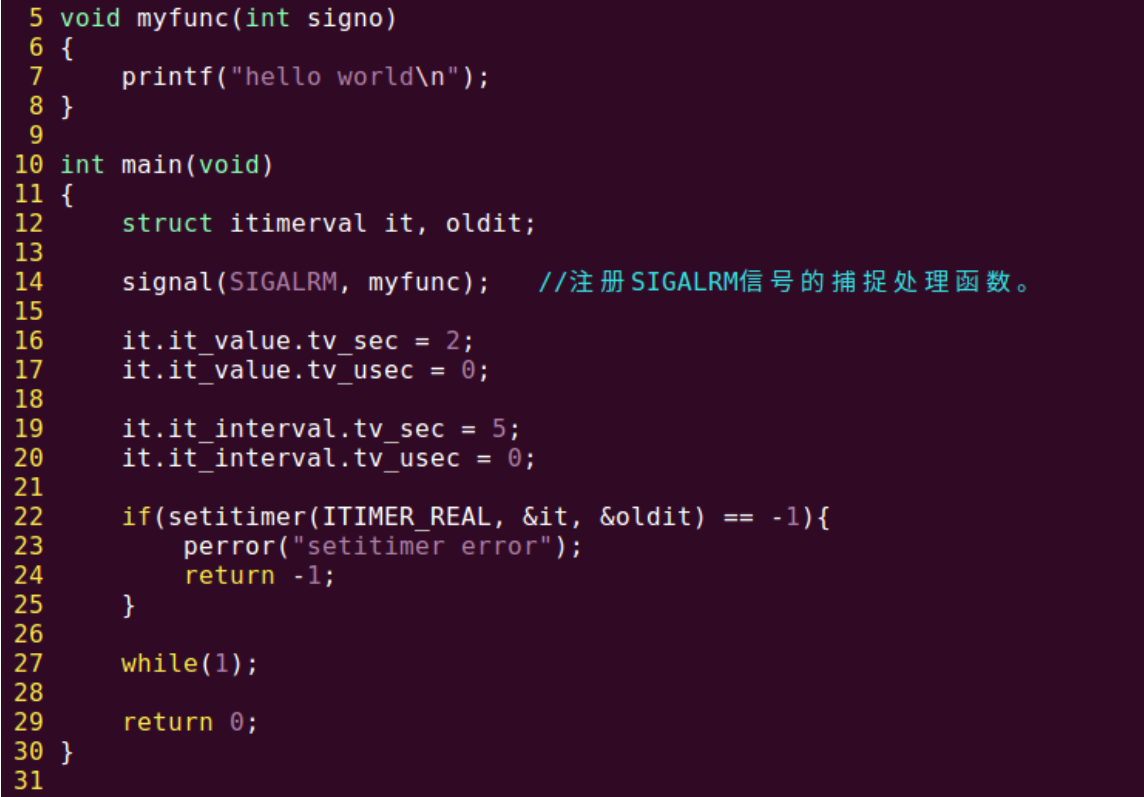 5 void myfunc(int signo)
6 {
7     printf("hello world\n");
8 }
9
10 int main(void)
11 {
12     struct itimerval it, oldit;
13
14     signal(SIGALRM, myfunc);   //注册SIGALRM信号的捕捉处理函数。
15
16     it.it_value.tv_sec = 2;
17     it.it_value.tv_usec = 0;
18
19     it.it_interval.tv_sec = 5;
20     it.it_interval.tv_usec = 0;
21
22     if(setitimer(ITIMER_REAL, &it, &oldit) == -1){
23         perror("setitimer error");
24         return -1;
25     }
26
27     while(1);
28
29     return 0;
30 }
31